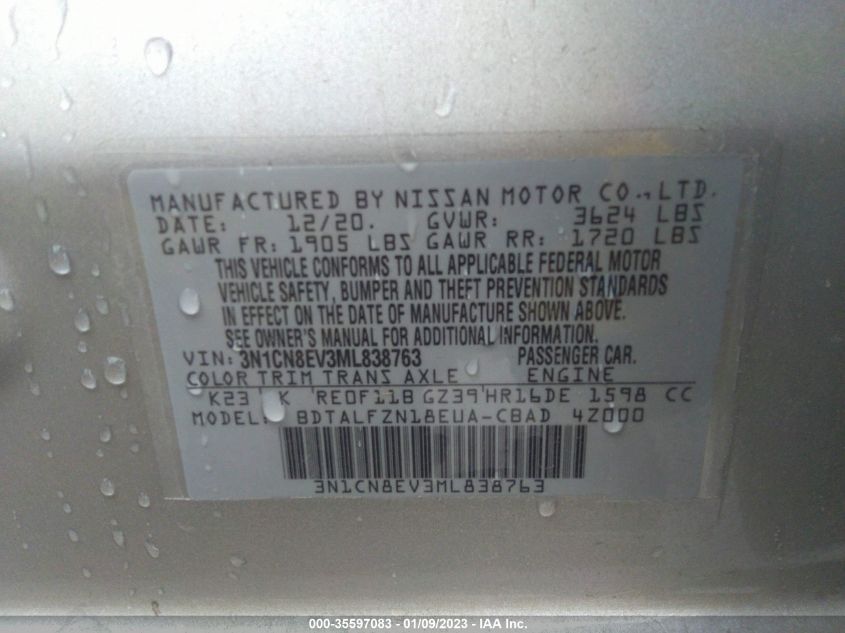 MANUFACTURED BY NISSAN MOTOR CO.,LTD.
DATE: 12/20. GVWR: 3624 LBS
GAWR FR: 1905 LBS GAWR RR: 1720 LBS
THIS VEHICLE CONFORMS TO ALL APPLICABLE FEDERAL MOTOR
VEHICLE SAFETY, BUMPER AND THEFT PREVENTION STANDARDS
IN EFFECT ON THE DATE OF MANUFACTURE SHOWN ABOVE.
SEE OWNER'S MANUAL FOR ADDITIONAL INFORMATION.
VIN: 3N1CN8EV3ML838763 PASSENGER CAR.
COLOR TRIM TRANS AXLE ENGINE
K23 K RE0F11B GZ39 HR16DE 1598 CC
MODEL: BDTALFZN18EUA-CBAD 4Z000
3N1CN8EV3ML838763
000-35597083 - 01/09/2023 - IAA Inc.